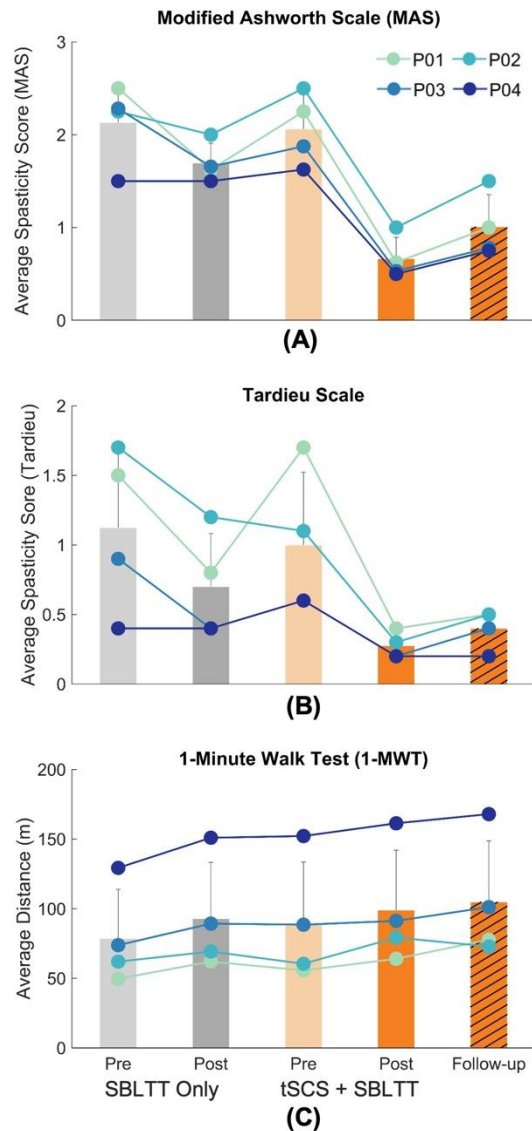 Modified Ashworth Scale (MAS)
Average Spasticity Score (MAS)
3
2
1
0
P01 P02
P03 P04
(A)
Tardieu Scale
Average Spasticity Sore (Tardieu)
2
1.5
1
0.5
0
(B)
1-Minute Walk Test (1-MWT)
Average Distance (m)
200
150
100
50
0
Pre Post Pre Post Follow-up
SBLTT Only tSCS + SBLTT
(C)